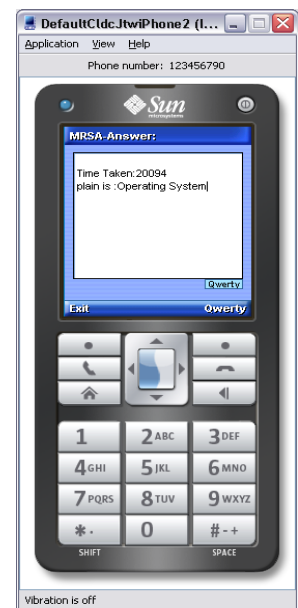 DefaultCldcJtwiPhone2 (I...
Application View Help
Phone number: 123456790
Sun
microsystems
MRSA-Answer:
Time Taken:20094
plain is :Operating System
Qwerty
Exit Qwerty
1 2 ABC 3 DEF
4 GHI 5 JKL 6 MNO
7 PQRS 8 TUV 9 WXYZ
*. 0 #-+
SHIFT SPACE
Vibration is off